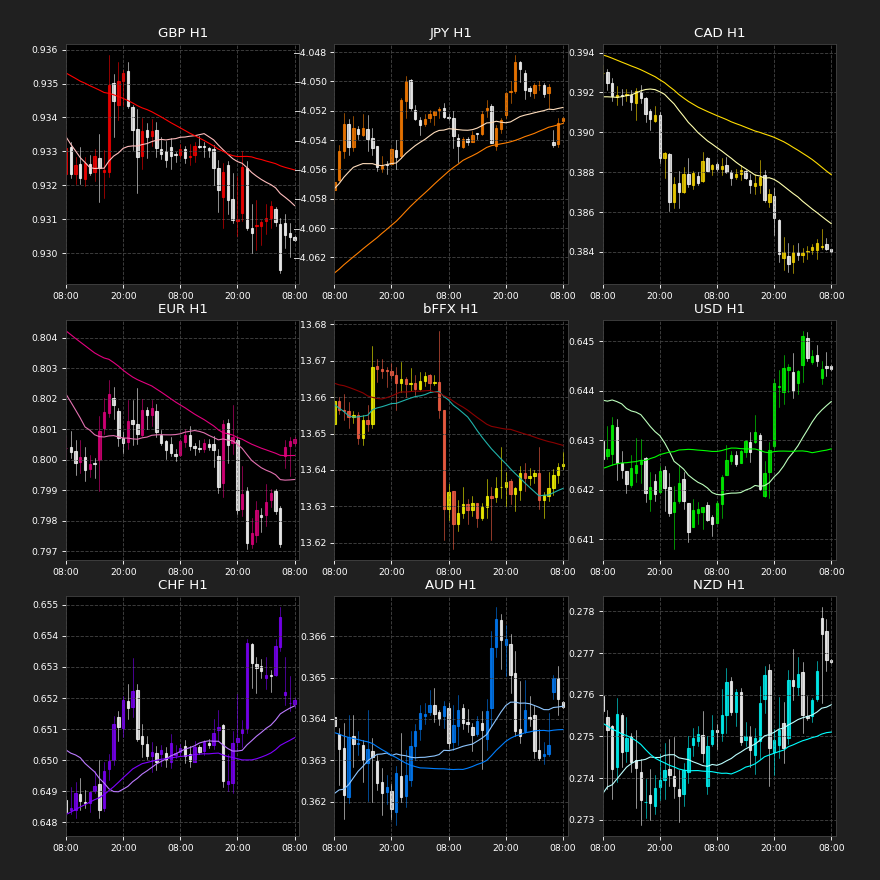 GBP H1 JPY H1 CAD H1
0.936 −4.048 0.394
0.935 −4.050 0.392
0.934 −4.052 0.390
0.933 −4.054 0.388
0.932 −4.056 0.386
0.931 −4.058 0.384
0.930 −4.060
−4.062
08:00 20:00 08:00 20:00 08:00 08:00 20:00 08:00 20:00 08:00 08:00 20:00 08:00 20:00 08:00
EUR H1 bFFX H1 USD H1
0.804 13.68 0.645
0.803 13.67 0.644
0.802 13.66 0.643
0.801 13.65 0.642
0.800 13.64 0.641
0.799 13.63
0.798 13.62
0.797
08:00 20:00 08:00 20:00 08:00 08:00 20:00 08:00 20:00 08:00 08:00 20:00 08:00 20:00 08:00
CHF H1 AUD H1 NZD H1
0.655 0.366 0.278
0.654 0.365 0.277
0.653 0.364 0.276
0.652 0.363 0.275
0.651 0.362 0.274
0.650 0.273
0.649
0.648
08:00 20:00 08:00 20:00 08:00 08:00 20:00 08:00 20:00 08:00 08:00 20:00 08:00 20:00 08:00